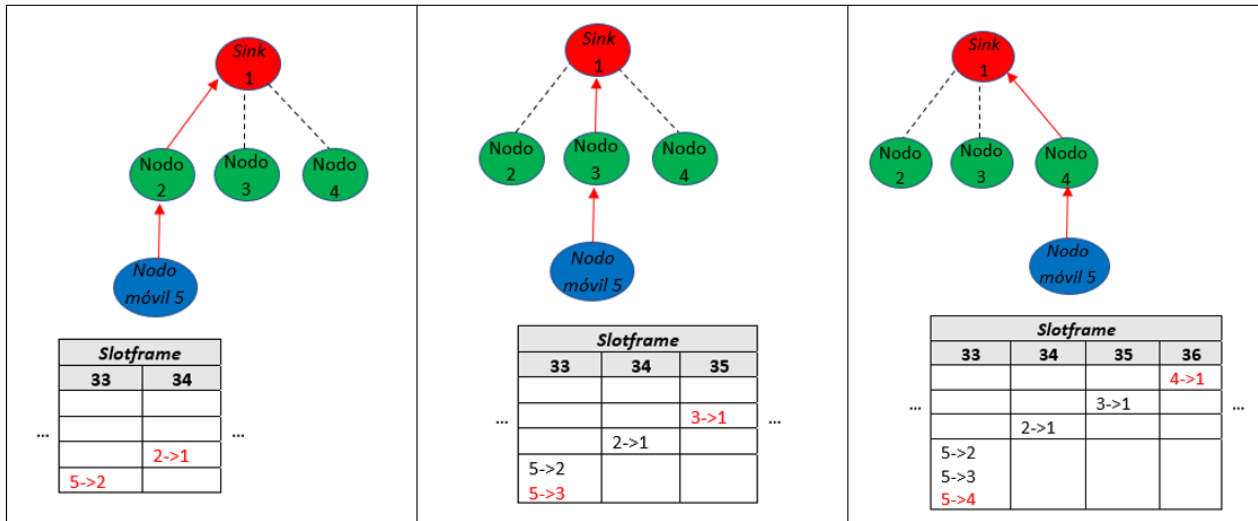 Sink
1
Nodo
2
Nodo
3
Nodo
4
Nodo
móvil 5
Slotframe
33 34
... ...
2->1
5->2
Sink
1
Nodo
2
Nodo
3
Nodo
4
Nodo
móvil 5
Slotframe
33 34 35
3->1
... ...
2->1
5->2
5->3
Sink
1
Nodo
2
Nodo
3
Nodo
4
Nodo
móvil 5
Slotframe
33 34 35 36
4->1
... 3->1 ...
2->1
5->2
5->3
5->4